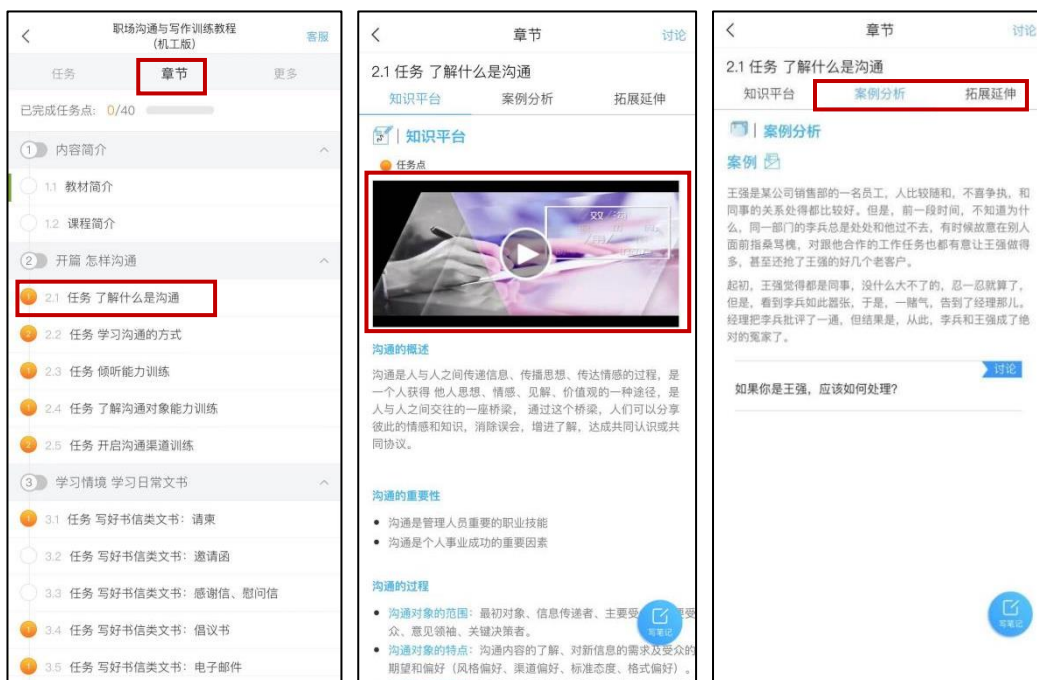 职场沟通与写作训练教程
(机工版)
客服
任务
章节
更多
已完成任务点: 0/40
1 内容简介
1.1 教材简介
1.2 课程简介
2 开篇 怎样沟通
1 2.1 任务 了解什么是沟通
2 2.2 任务 学习沟通的方式
2.3 任务 倾听能力训练
2.4 任务 了解沟通对象能力训练
2.5 任务 开启沟通渠道训练
3 学习情境 学习日常文书
1 3.1 任务 写好书信类文书：请柬
3.2 任务 写好书信类文书：邀请函
3.3 任务 写好书信类文书：感谢信、慰问信
1 3.4 任务 写好书信类文书：倡议书
1 3.5 任务 写好书信类文书：电子邮件
章节
讨论
2.1 任务 了解什么是沟通
知识平台
案例分析
拓展延伸
知识平台
任务点
沟通的概述
沟通是人与人之间传递信息、传播思想、传达情感的过程，是
一个人获得 他人思想、情感、见解、价值观的一种途径，是
人与人之间交往的一座桥梁， 通过这个桥梁，人们可以分享
彼此的情感和知识，消除误会，增进了解，达成共同认识或共
同协议。
沟通的重要性
• 沟通是管理人员重要的职业技能
• 沟通是个人事业成功的重要因素
沟通的过程
• 沟通对象的范围：最初对象、信息传递者、主要受
众、意见领袖、关键决策者。
• 沟通对象的特点：沟通内容的了解、对新信息的需求及受众的
期望和偏好（风格偏好、渠道偏好、标准态度、格式偏好）。
写笔记
章节
讨论
2.1 任务 了解什么是沟通
知识平台
案例分析
拓展延伸
案例分析
案例
王强是某公司销售部的一名员工，人比较随和，不喜争执，和
同事的关系处得都比较好。但是，前一段时间，不知道为什
么，同一部门的李兵总是处处和他过不去，有时候故意在别人
面前指桑骂槐，对跟他合作的工作任务也都有意让王强做得
多，甚至还抢了王强的好几个老客户。
起初，王强觉得都是同事，没什么大不了的，忍一忍就算了，
但是，看到李兵如此嚣张，于是，一赌气，告到了经理那儿。
经理把李兵批评了一通，但结果是，从此，李兵和王强成了绝
对的冤家了。
讨论
如果你是王强，应该如何处理?
写笔记